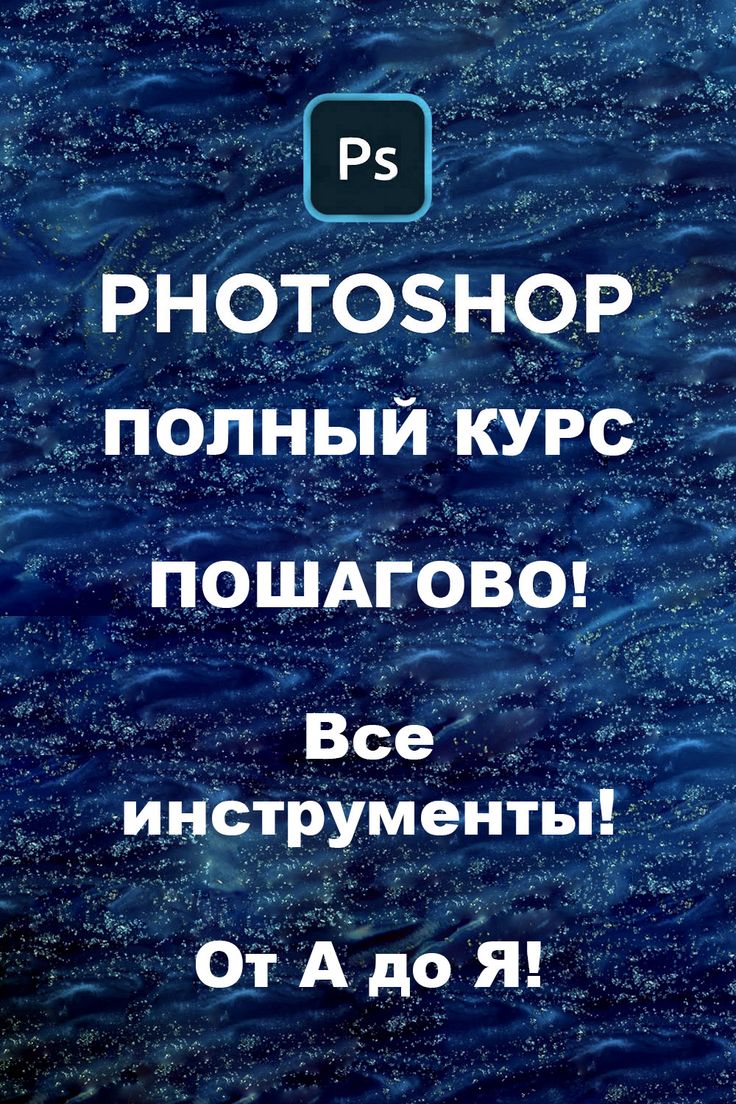 Ps
PHOTOSHOP
ПОЛНЫЙ КУРС
ПОШАГОВО!
Все
инструменты!
От А до Я!